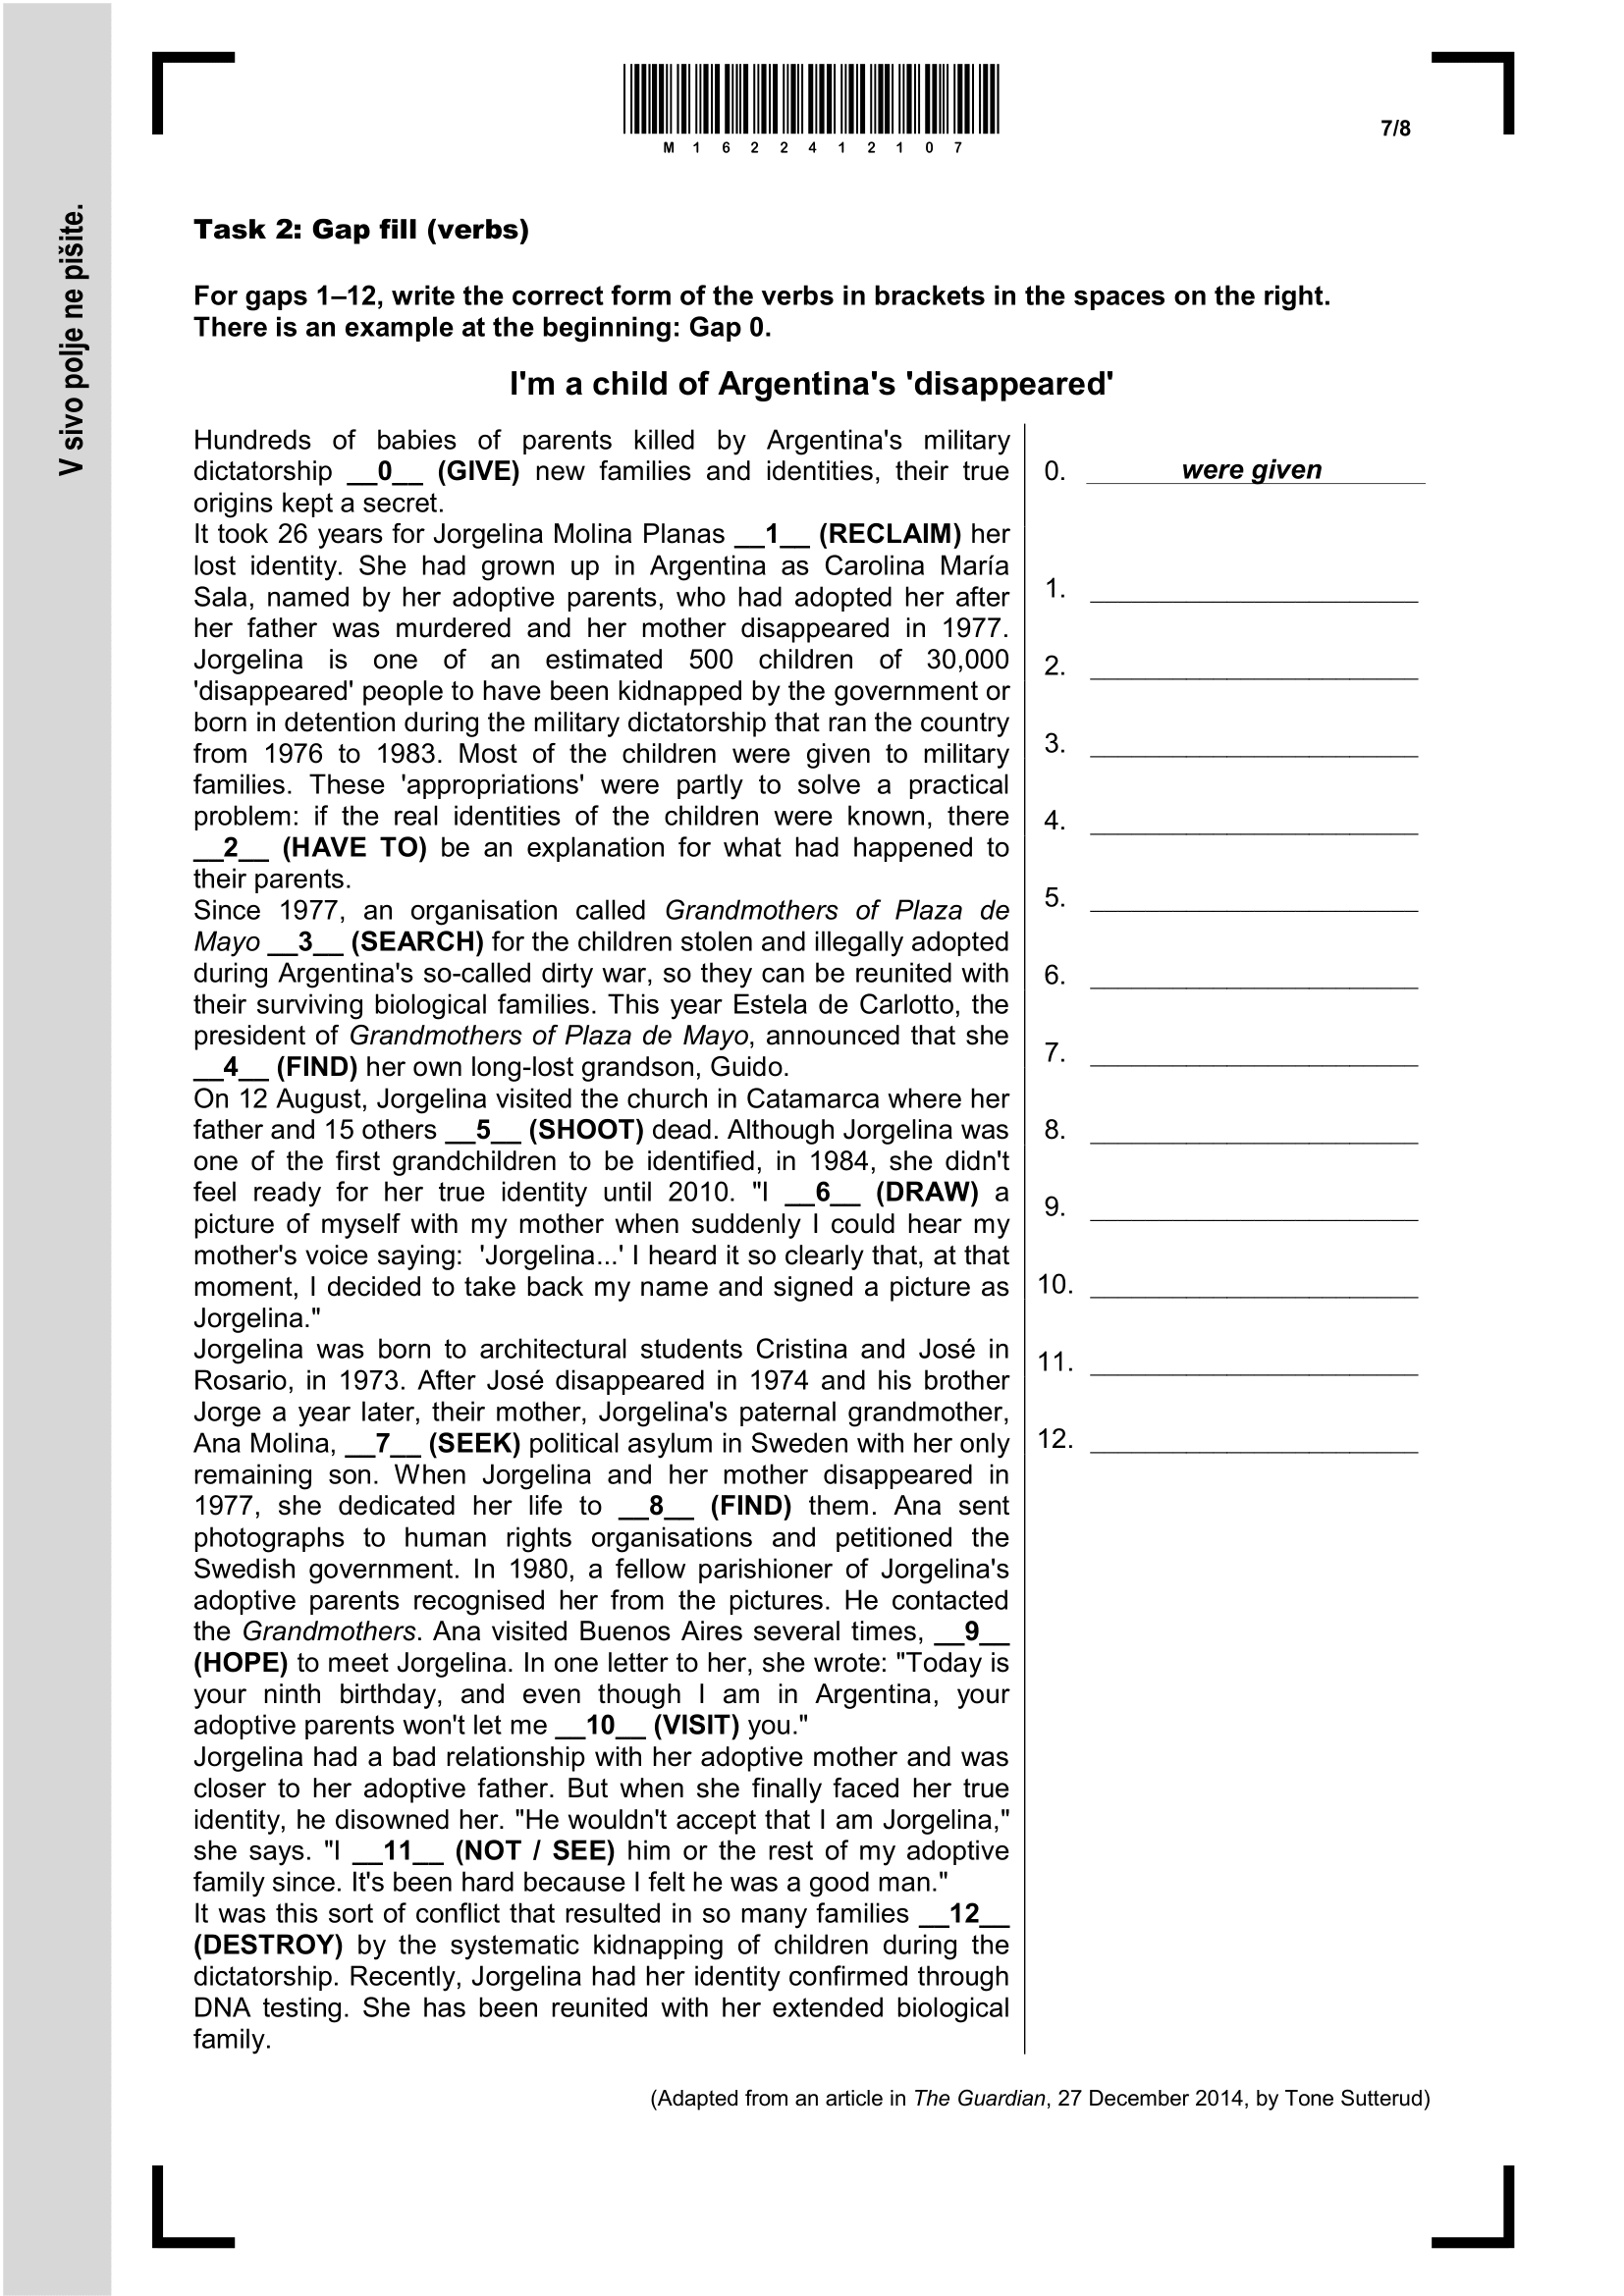 M 1 6 2 2 4 1 2 1 0 7
7/8
V sivo polje ne pišite.
Task 2: Gap fill (verbs)
For gaps 1–12, write the correct form of the verbs in brackets in the spaces on the right.
There is an example at the beginning: Gap 0.
I'm a child of Argentina's 'disappeared'
Hundreds of babies of parents killed by Argentina's military
dictatorship __0__ (GIVE) new families and identities, their true
origins kept a secret.
It took 26 years for Jorgelina Molina Planas __1__ (RECLAIM) her
lost identity. She had grown up in Argentina as Carolina María
Sala, named by her adoptive parents, who had adopted her after
her father was murdered and her mother disappeared in 1977.
Jorgelina is one of an estimated 500 children of 30,000
'disappeared' people to have been kidnapped by the government or
born in detention during the military dictatorship that ran the country
from 1976 to 1983. Most of the children were given to military
families. These 'appropriations' were partly to solve a practical
problem: if the real identities of the children were known, there
__2__ (HAVE TO) be an explanation for what had happened to
their parents.
Since 1977, an organisation called Grandmothers of Plaza de
Mayo __3__ (SEARCH) for the children stolen and illegally adopted
during Argentina's so-called dirty war, so they can be reunited with
their surviving biological families. This year Estela de Carlotto, the
president of Grandmothers of Plaza de Mayo, announced that she
__4__ (FIND) her own long-lost grandson, Guido.
On 12 August, Jorgelina visited the church in Catamarca where her
father and 15 others __5__ (SHOOT) dead. Although Jorgelina was
one of the first grandchildren to be identified, in 1984, she didn't
feel ready for her true identity until 2010. "I __6__ (DRAW) a
picture of myself with my mother when suddenly I could hear my
mother's voice saying: 'Jorgelina...' I heard it so clearly that, at that
moment, I decided to take back my name and signed a picture as
Jorgelina."
Jorgelina was born to architectural students Cristina and José in
Rosario, in 1973. After José disappeared in 1974 and his brother
Jorge a year later, their mother, Jorgelina's paternal grandmother,
Ana Molina, __7__ (SEEK) political asylum in Sweden with her only
remaining son. When Jorgelina and her mother disappeared in
1977, she dedicated her life to __8__ (FIND) them. Ana sent
photographs to human rights organisations and petitioned the
Swedish government. In 1980, a fellow parishioner of Jorgelina's
adoptive parents recognised her from the pictures. He contacted
the Grandmothers. Ana visited Buenos Aires several times, __9__
(HOPE) to meet Jorgelina. In one letter to her, she wrote: "Today is
your ninth birthday, and even though I am in Argentina, your
adoptive parents won't let me __10__ (VISIT) you."
Jorgelina had a bad relationship with her adoptive mother and was
closer to her adoptive father. But when she finally faced her true
identity, he disowned her. "He wouldn't accept that I am Jorgelina,"
she says. "I __11__ (NOT / SEE) him or the rest of my adoptive
family since. It's been hard because I felt he was a good man."
It was this sort of conflict that resulted in so many families __12__
(DESTROY) by the systematic kidnapping of children during the
dictatorship. Recently, Jorgelina had her identity confirmed through
DNA testing. She has been reunited with her extended biological
family.
0. were given
1.
2.
3.
4.
5.
6.
7.
8.
9.
10.
11.
12.
(Adapted from an article in The Guardian, 27 December 2014, by Tone Sutterud)